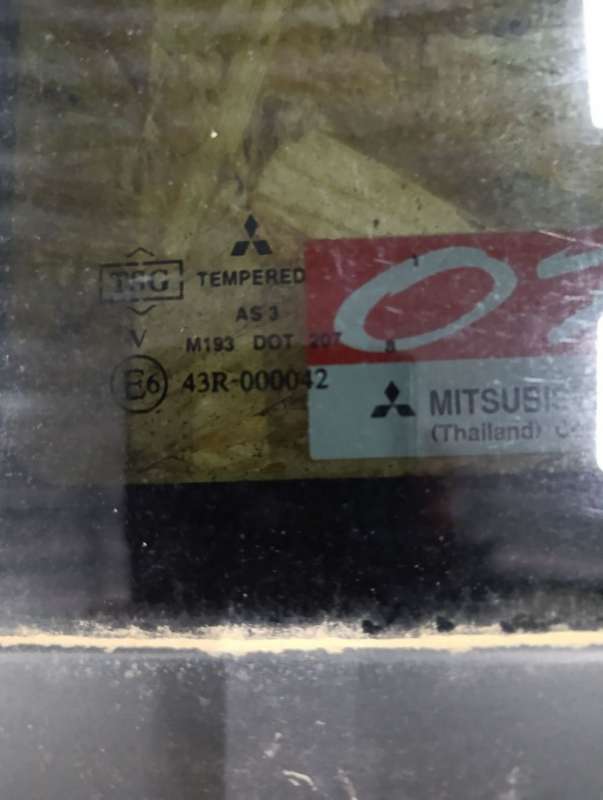 TSG
TEMPERED
AS 3
V
M193 DOT 207
E6 43R-000042
MITSUBIS
(Thailand)